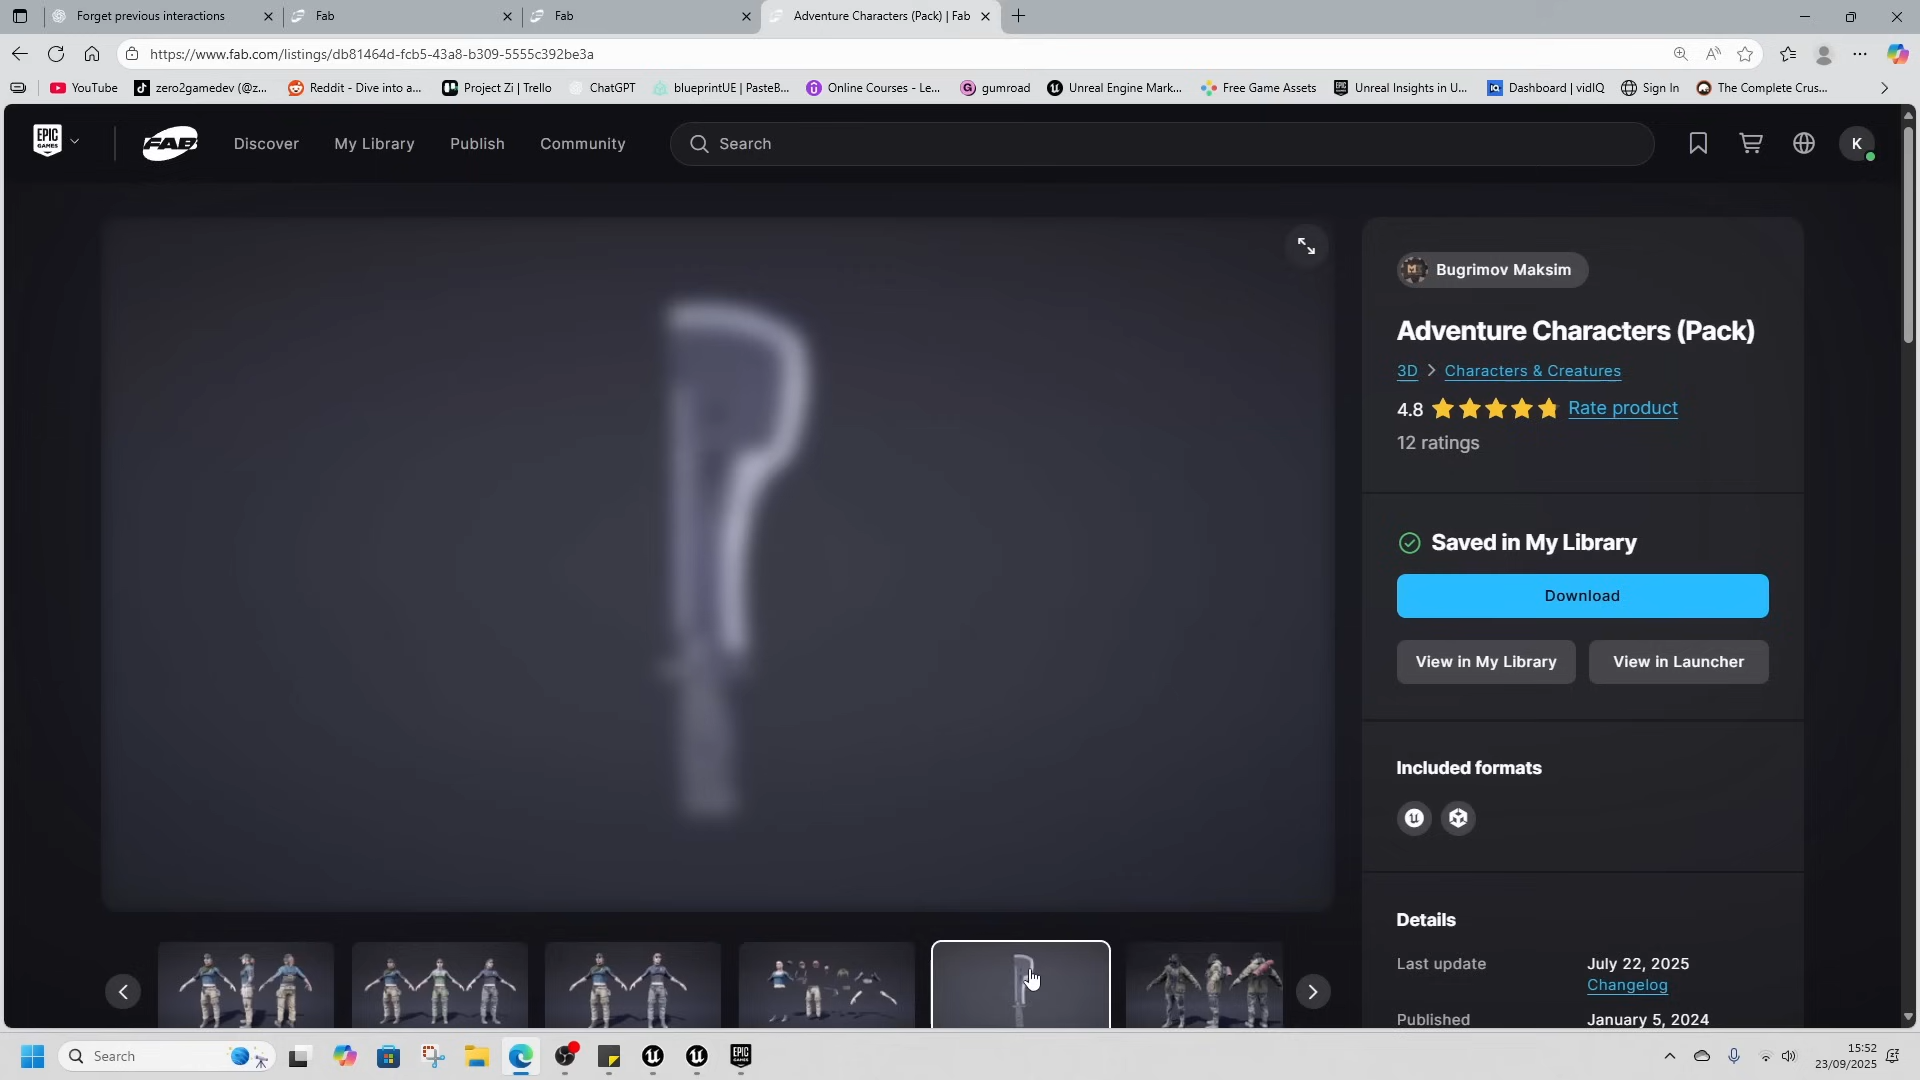 Forget previous interactions
Fab
Fab
Adventure Characters (Pack) | Fab
https://www.fab.com/listings/db81464d-fcb5-43a8-b309-5555c392be3a
YouTube
zero2gamedev (@z...
Reddit - Dive into a...
Project Zi | Trello
ChatGPT
blueprintUE | PasteB...
Online Courses - Le...
gumroad
Unreal Engine Mark...
Free Game Assets
Unreal Insights in U...
Dashboard | vidIQ
Sign In
The Complete Crus...
EPIC GAMES
FAB
Discover
My Library
Publish
Community
Search
K
Bugrimov Maksim
Adventure Characters (Pack)
3D > Characters & Creatures
4.8 Rate product
12 ratings
Saved in My Library
Download
View in My Library
View in Launcher
Included formats
Details
Last update July 22, 2025
Changelog
Published January 5, 2024
Search
15:52
23/09/2025